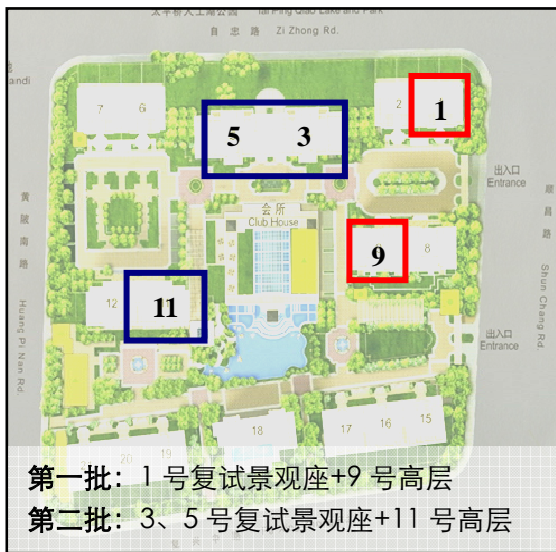 太平桥人工湖公园 Tai Ping Qiao Lake and Park
自忠路 Zi Zhong Rd.
7 6
5 3
2 1
出入口
Entrance
黄陂南路
Huang Pi Nan Rd.
顺昌路
Shun Chang Rd.
会所
Club House
9 8
12 11
出入口
Entrance
20 19
18
17 16 15
第一批：1号复试景观座+9号高层
第二批：3、5号复试景观座+11号高层